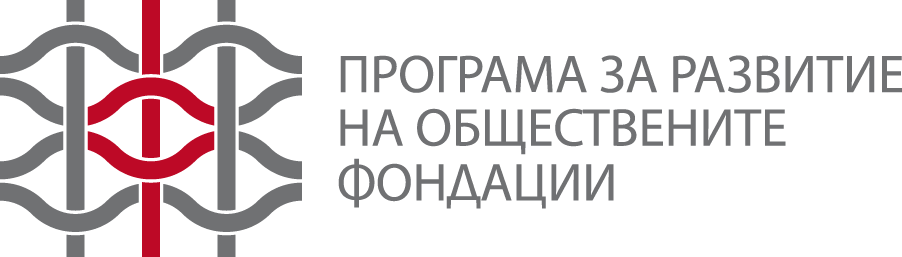 ПРОГРАМА ЗА РАЗВИТИЕ
НА ОБЩЕСТВЕНИТЕ
ФОНДАЦИИ